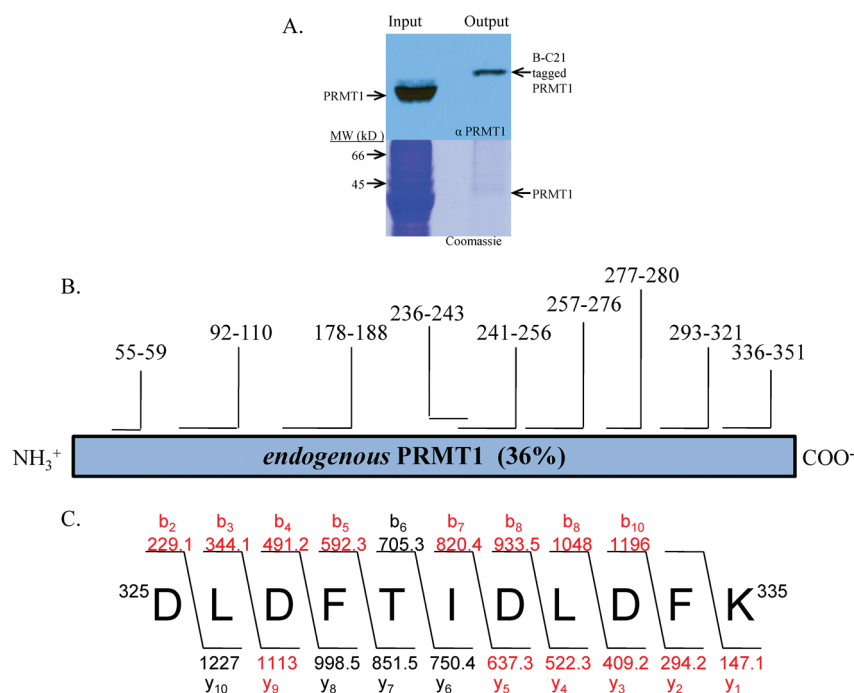 A.
Input Output
B-C21
tagged
PRMT1
PRMT1
α PRMT1
MW (kD )
66
45
PRMT1
Coomassie
B.
277-280
236-243
257-276
55-59
92-110
178-188
241-256
293-321
336-351
NH3+
endogenous PRMT1 (36%)
COO-
C.
b2 b3 b4 b5 b6 b7 b8 b8 b10
229.1 344.1 491.2 592.3 705.3 820.4 933.5 1048 1196
325 D L D F T I D L D F K 335
1227 1113 998.5 851.5 750.4 637.3 522.3 409.2 294.2 147.1
y10 y9 y8 y7 y6 y5 y4 y3 y2 y1